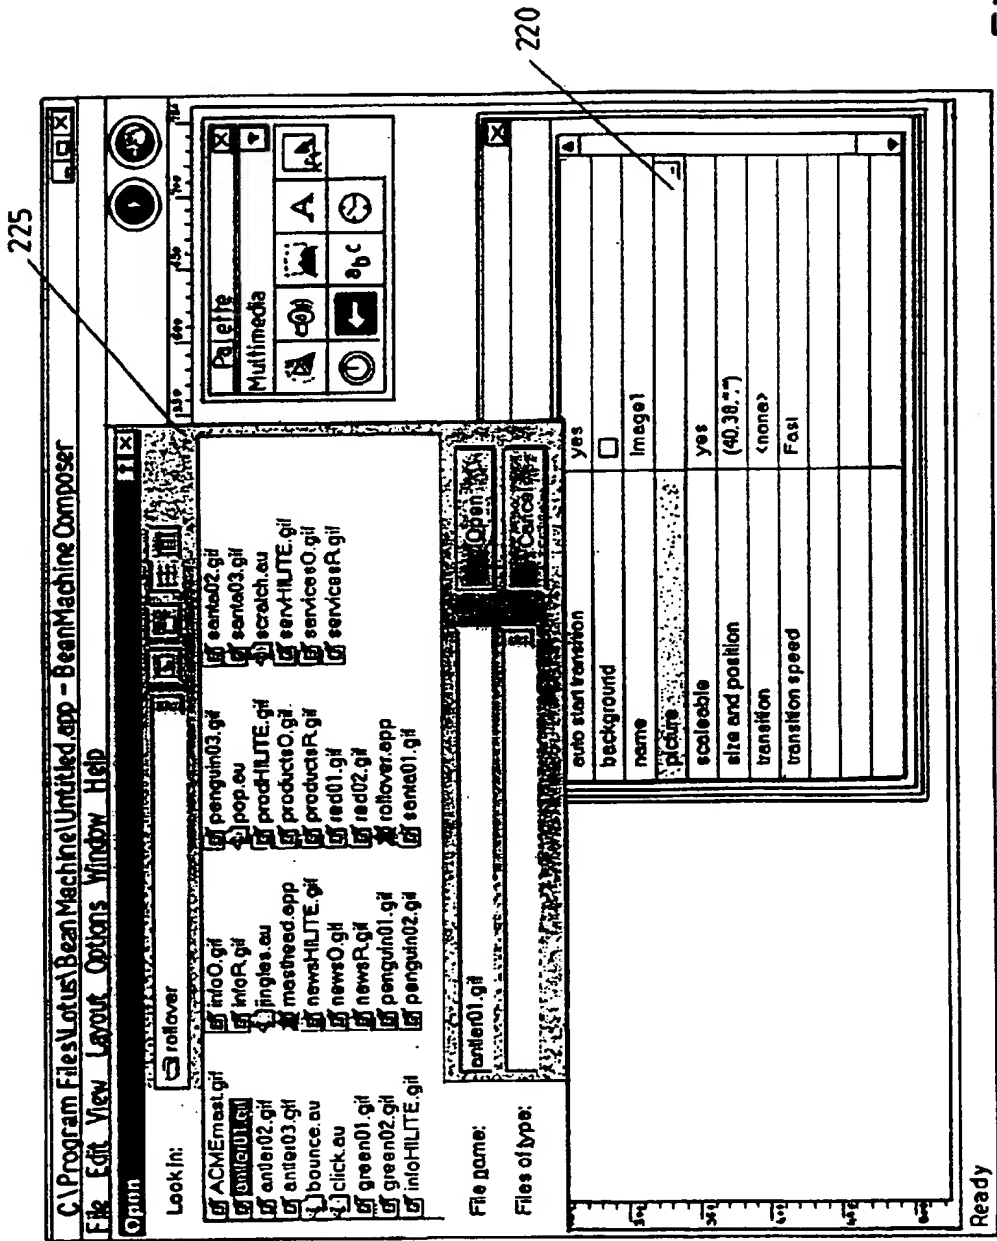 225
C:\Program Files\Lotus\BeanMachine\Untitled.app - BeanMachine Composer
File Edit View Layout Options Window Help
Open
Look in: rollover
ACMEmast.gif
antler01.gif
antler02.gif
antler03.gif
bounce.au
click.au
green01.gif
green02.gif
infoHILITE.gif
infoO.gif
infoR.gif
jingles.au
masthead.app
newsHILITE.gif
newsO.gif
newsR.gif
penguin01.gif
penguin02.gif
penguin03.gif
pop.au
prodHILITE.gif
productsO.gif
productsR.gif
red01.gif
red02.gif
rollover.app
santa01.gif
santa02.gif
santa03.gif
scratch.au
servHILITE.gif
servicesO.gif
servicesR.gif
File name: antler01.gif
Open
Files of type:
Cancel
Palette
Multimedia
A
abc
220
auto start transition yes
background
name Image1
picture
scaleable yes
size and position (40,38,*,*)
transition <none>
transition speed Fast
Ready